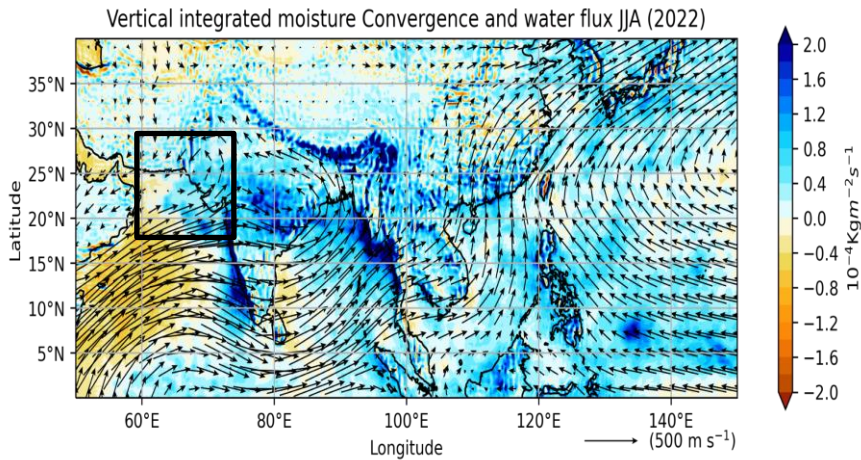 Vertical integrated moisture Convergence and water flux JJA (2022)
35°N
30°N
25°N
20°N
15°N
10°N
5°N
Latitude
60°E
80°E
100°E
120°E
140°E
Longitude
(500 m s⁻¹)
2.0
1.6
1.2
0.8
0.4
0.0
−0.4
−0.8
−1.2
−1.6
−2.0
10⁻⁴Kgm⁻²s⁻¹